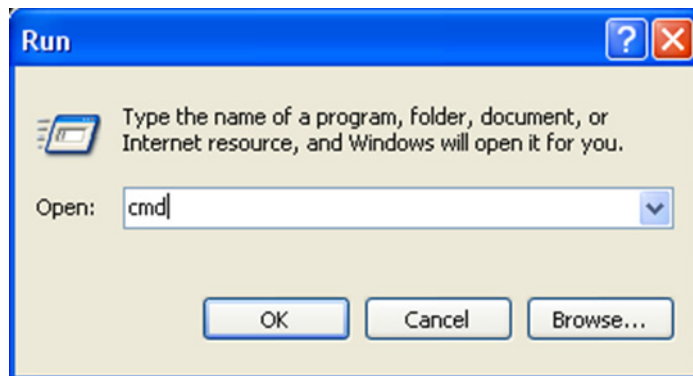 Run
Type the name of a program, folder, document, or
Internet resource, and Windows will open it for you.
Open: cmd
OK Cancel Browse...